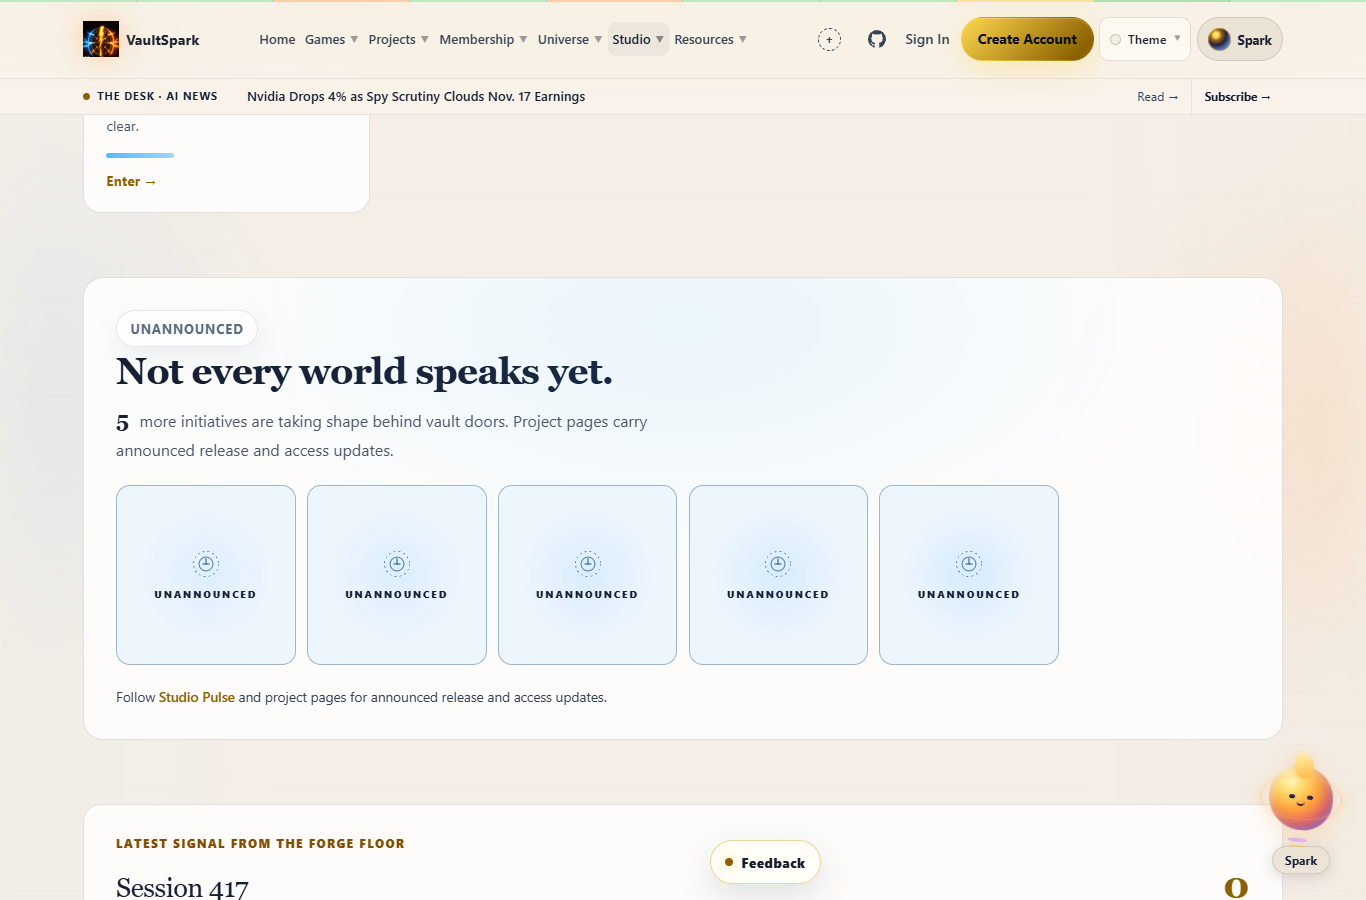 VaultSpark
Home Games ▼ Projects ▼ Membership ▼ Universe ▼ Studio ▼ Resources ▼
+
Sign In
Create Account
Theme ▼
Spark
THE DESK · AI NEWS
Nvidia Drops 4% as Spy Scrutiny Clouds Nov. 17 Earnings
Read →
Subscribe →
clear.
Enter →
UNANNOUNCED
Not every world speaks yet.
5 more initiatives are taking shape behind vault doors. Project pages carry
announced release and access updates.
UNANNOUNCED UNANNOUNCED UNANNOUNCED UNANNOUNCED UNANNOUNCED
Follow Studio Pulse and project pages for announced release and access updates.
LATEST SIGNAL FROM THE FORGE FLOOR
Feedback
Spark
Session 417
0